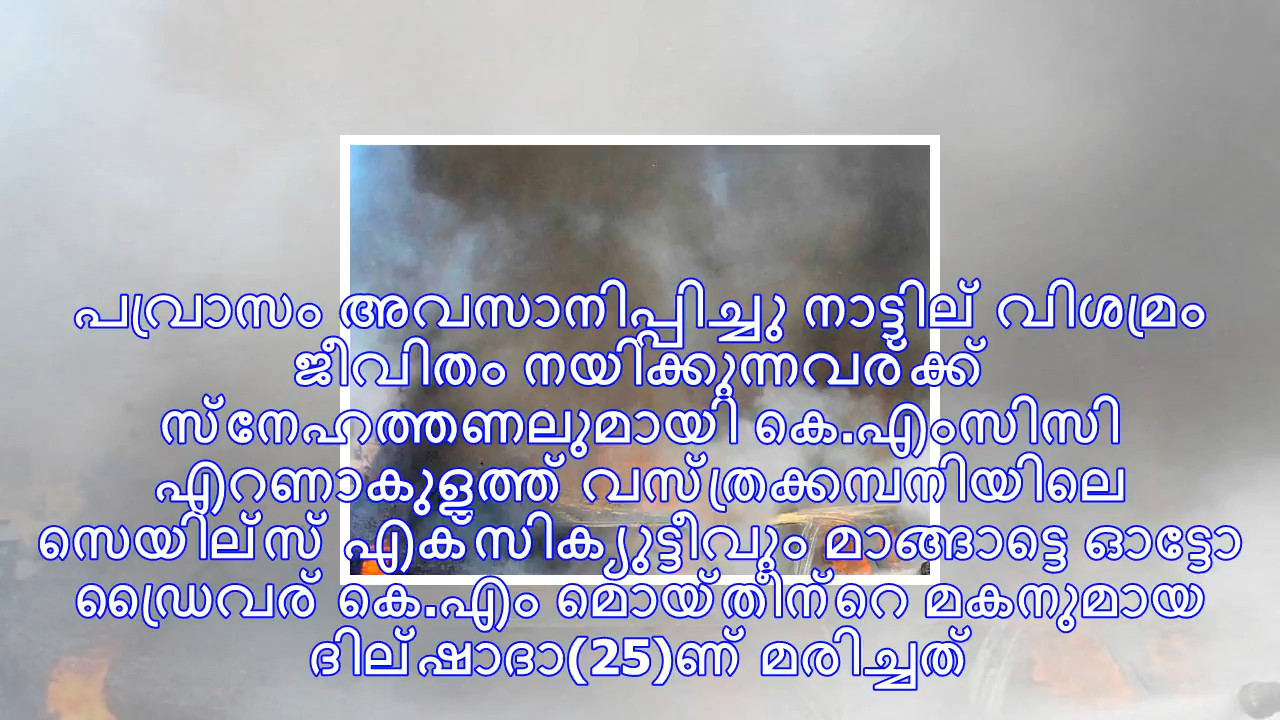 പ്രവാസം അവസാനിപ്പിച്ചു നാട്ടില് വിശ്രമം
ജീവിതം നയിക്കുന്നവര്ക്ക്
സ്നേഹത്തണലുമായി കെ.എംസിസി
എറണാകുളത്ത് വസ്ത്രക്കമ്പനിയിലെ
സെയില്സ് എക്സിക്യുട്ടീവും മാങ്ങാട്ടെ ഓട്ടോ
ഡ്രൈവര് കെ.എം മൊയ്തീന്റെ മകനുമായ
ദില്ഷാദാ(25)ണ് മരിച്ചത്